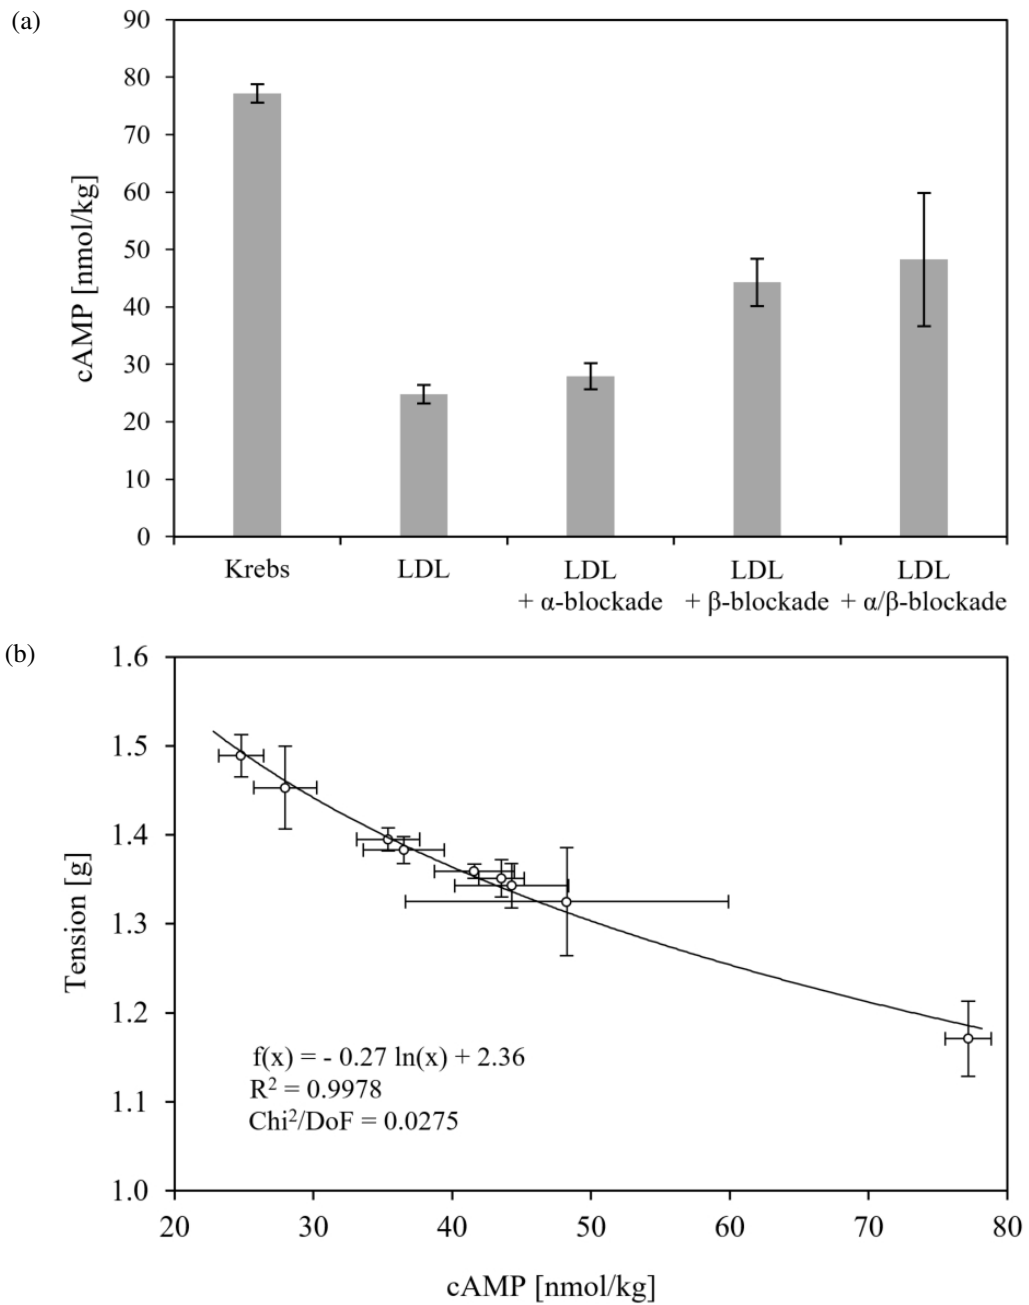 (a)
90
80
70
60
50
40
30
20
10
0
cAMP [nmol/kg]
Krebs
LDL
LDL
+ α-blockade
LDL
+ β-blockade
LDL
+ α/β-blockade
(b)
1.6
1.5
1.4
1.3
1.2
1.1
1.0
Tension [g]
f(x) = - 0.27 ln(x) + 2.36
R² = 0.9978
Chi²/DoF = 0.0275
20 30 40 50 60 70 80
cAMP [nmol/kg]